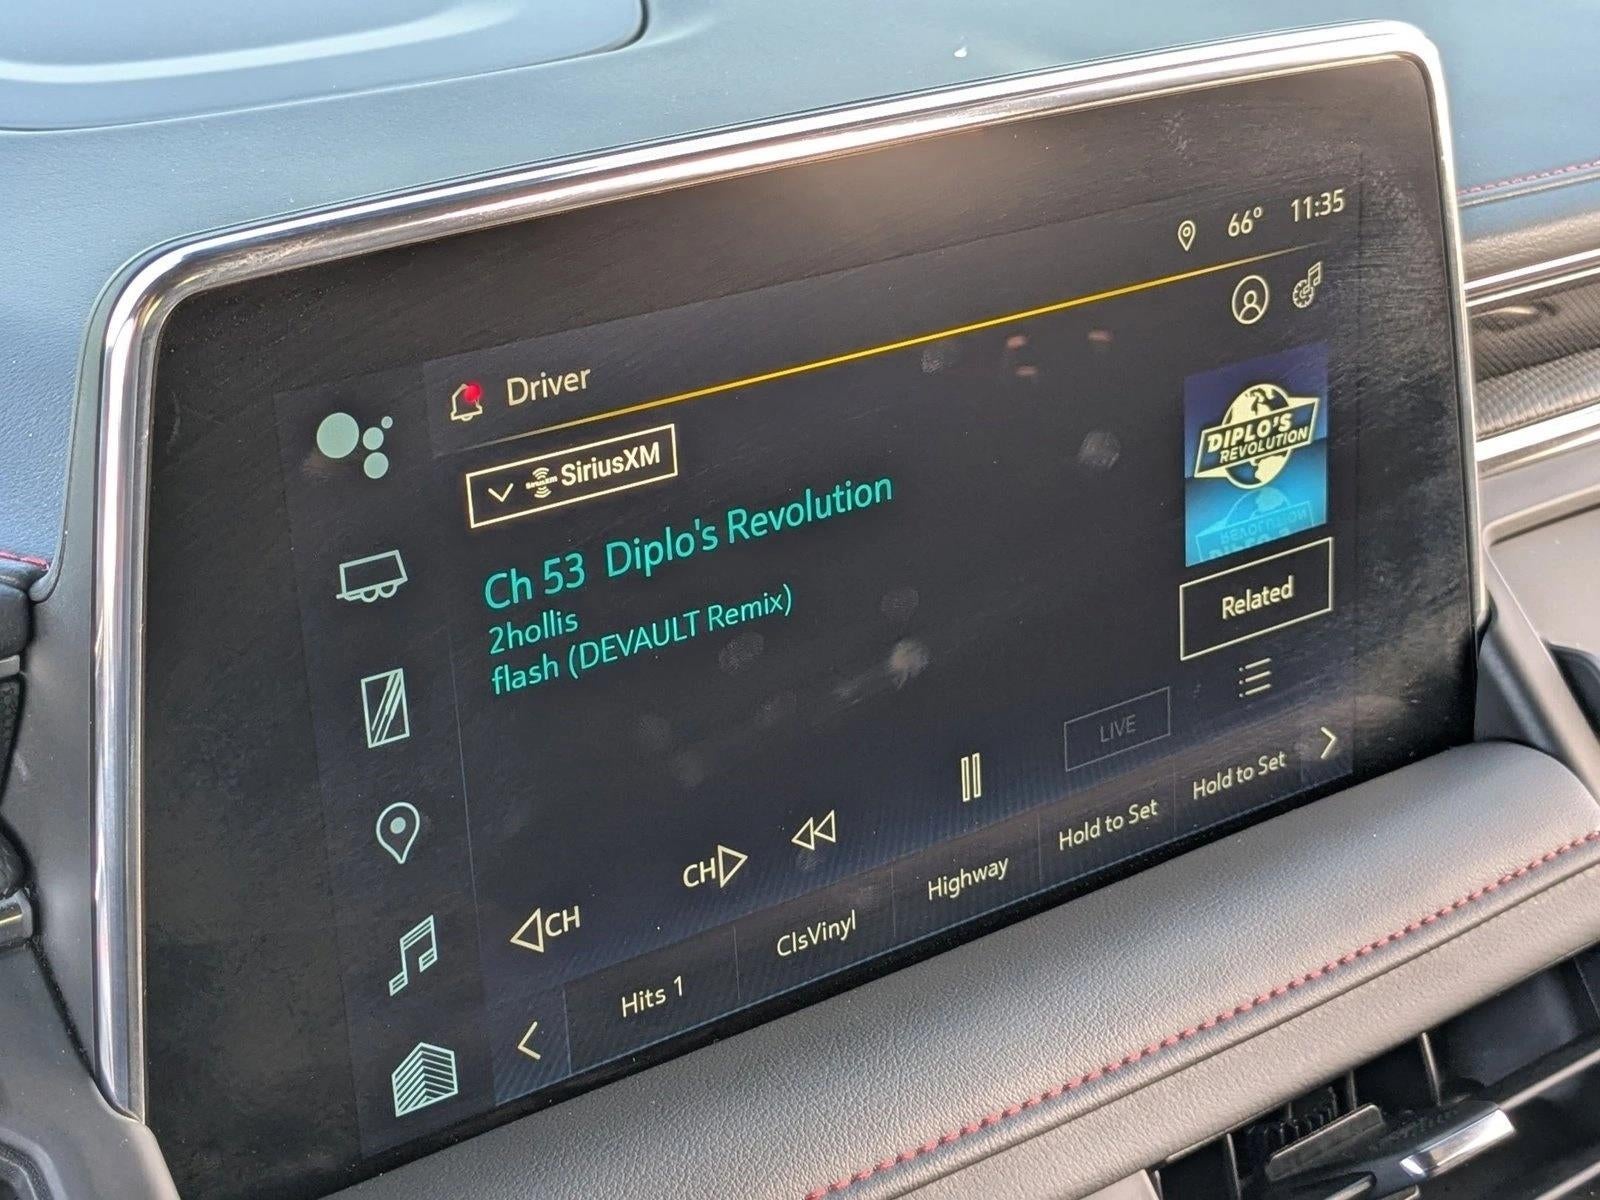 66° 11:35
Driver
SiriusXM
DIPLO'S
REVOLUTION
Ch 53 Diplo's Revolution
2hollis
flash (DEVAULT Remix)
Related
LIVE
CH
CH
Hits 1
ClsVinyl
Highway
Hold to Set
Hold to Set